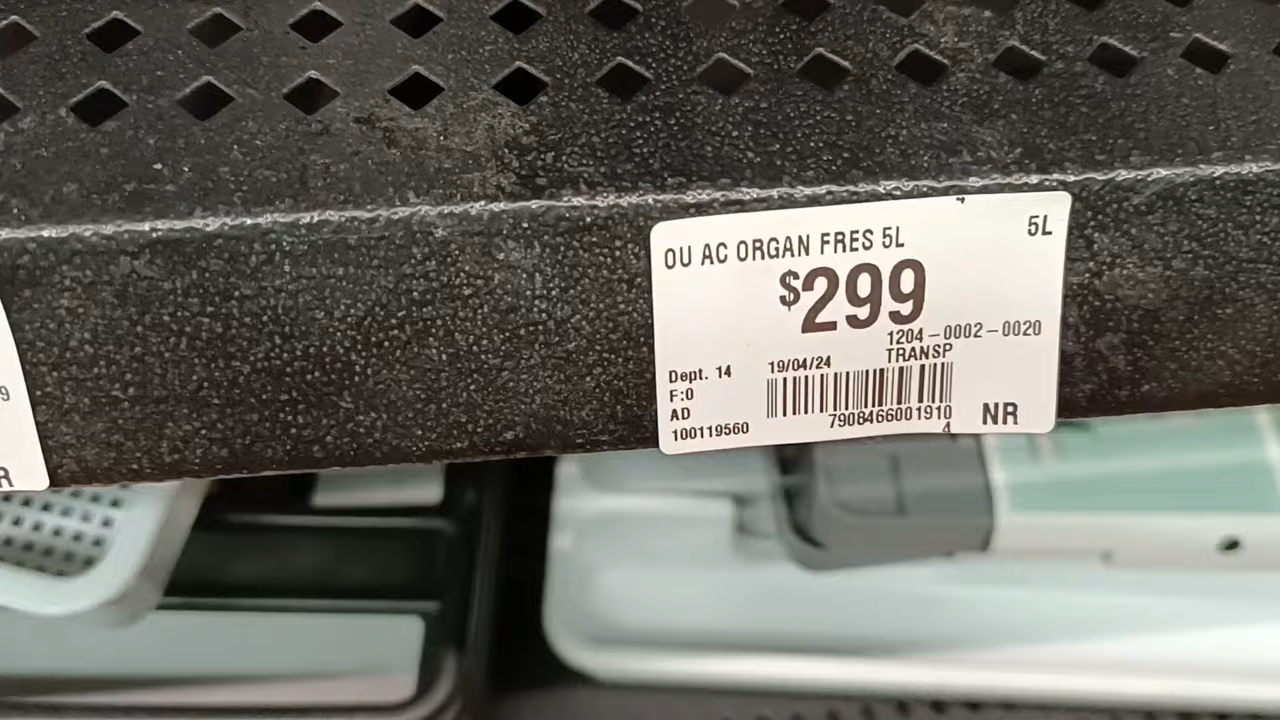 OU AC ORGAN FRES 5L
5L
$299
1204-0002-0020
TRANSP
Dept. 14
19/04/24
F:0
AD
100119560
7908466001910
4
NR
9
R